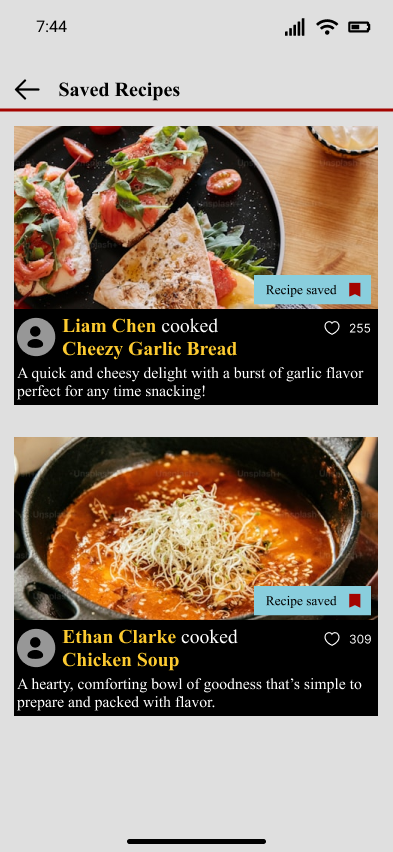 7:44
Saved Recipes
Recipe saved
Liam Chen cooked
255
Cheezy Garlic Bread
A quick and cheesy delight with a burst of garlic flavor
perfect for any time snacking!
Recipe saved
Ethan Clarke cooked
309
Chicken Soup
A hearty, comforting bowl of goodness that’s simple to
prepare and packed with flavor.